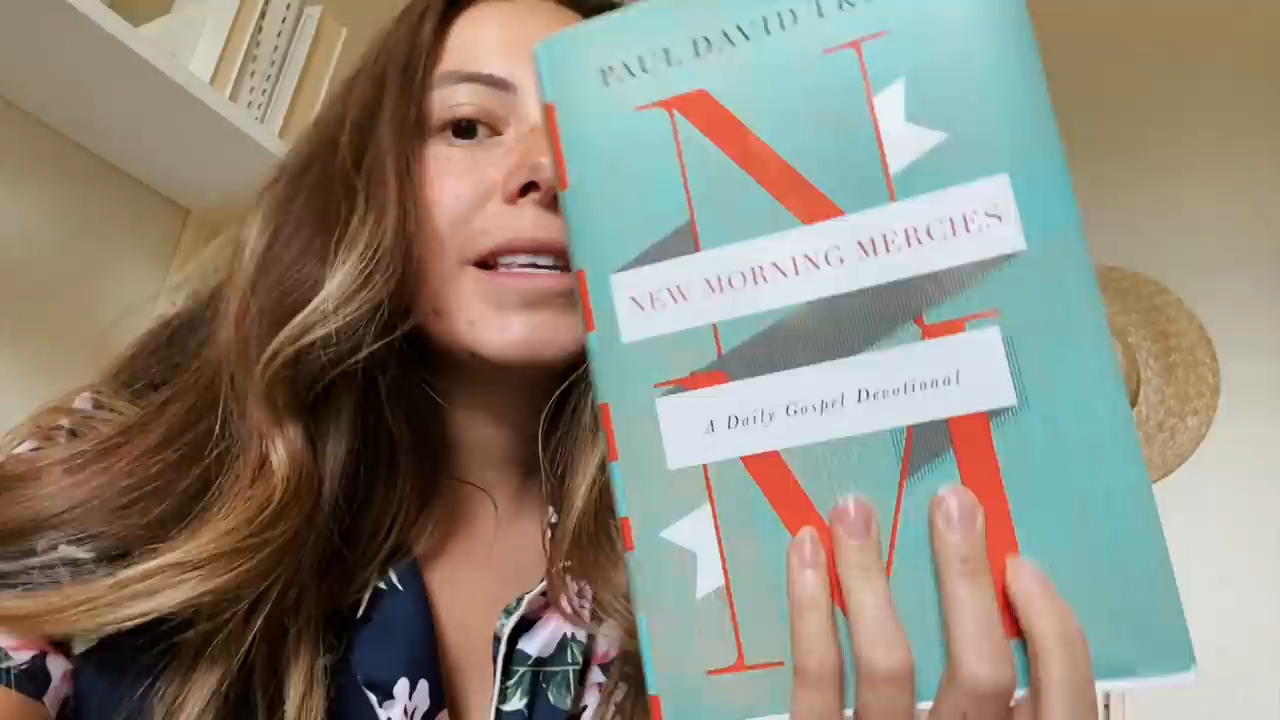 PAUL DAVID
N
NEW MORNING MERCIES
A Daily Gospel Devotional
M